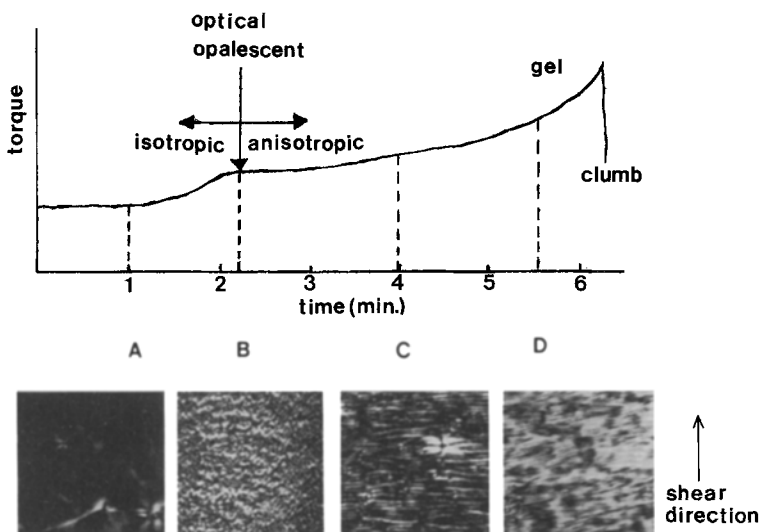 optical
opalescent
gel
torque
isotropic
anisotropic
clumb
1 2 3 4 5 6
time (min.)
A B C D
shear
direction